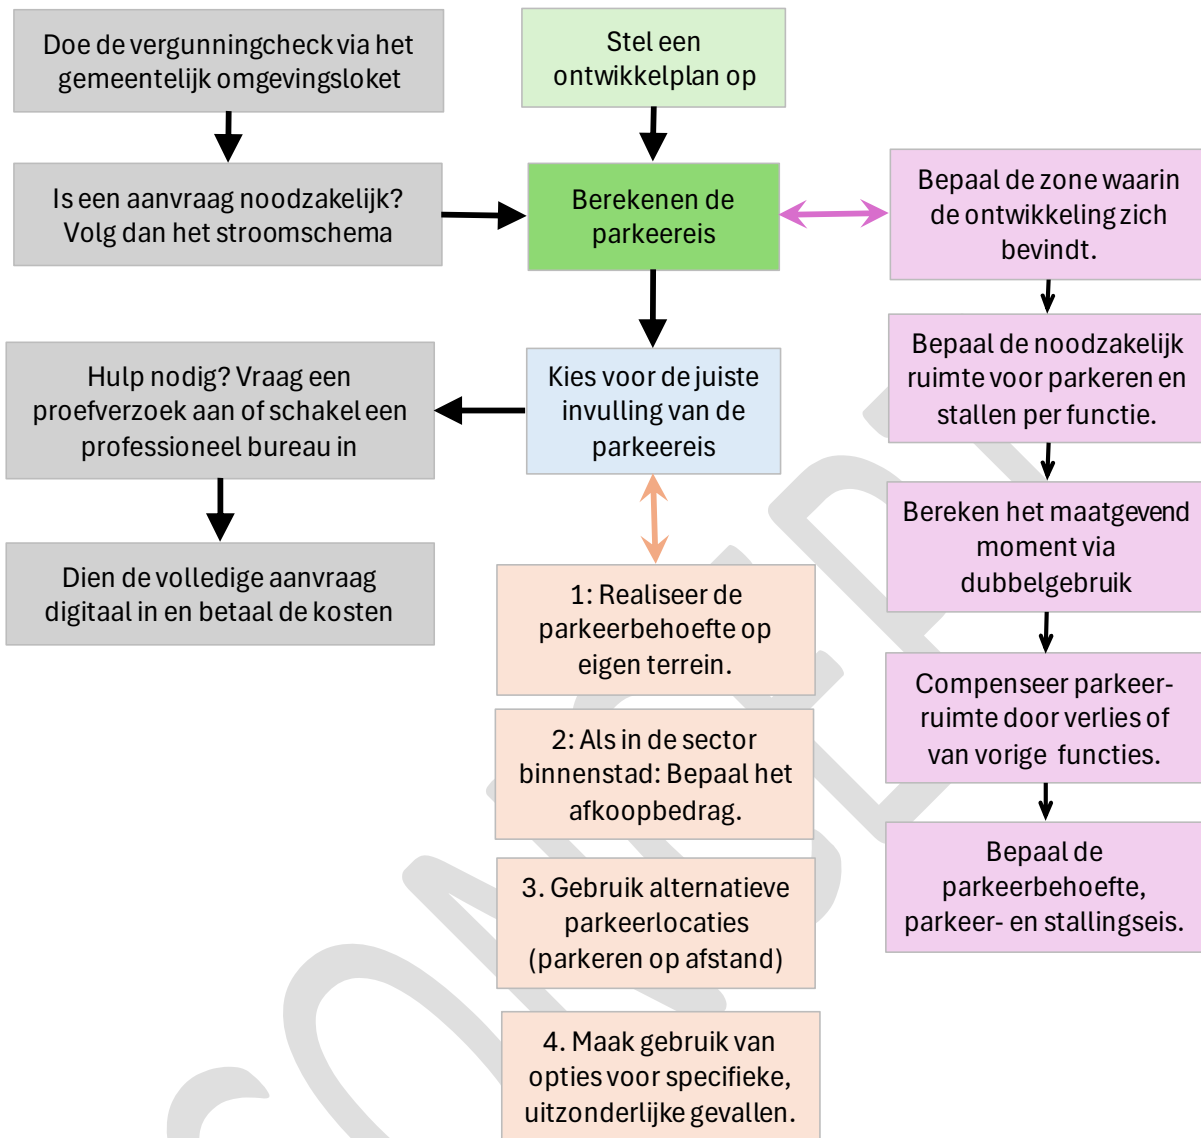 Doe de vergunningcheck via het
gemeentelijk omgevingsloket
Stel een
ontwikkelplan op
Is een aanvraag noodzakelijk?
Volg dan het stroomschema
Berekenen de
parkeereis
Bepaal de zone waarin
de ontwikkeling zich
bevindt.
Hulp nodig? Vraag een
proefverzoek aan of schakel een
professioneel bureau in
Kies voor de juiste
invulling van de
parkeereis
Bepaal de noodzakelijk
ruimte voor parkeren en
stallen per functie.
Dien de volledige aanvraag
digitaal in en betaal de kosten
Bereken het maatgevend
moment via
dubbelgebruik
1: Realiseer de
parkeerbehoefte op
eigen terrein.
Compenseer parkeer-
ruimte door verlies of
van vorige functies.
2: Als in de sector
binnenstad: Bepaal het
afkoopbedrag.
Bepaal de
parkeerbehoefte,
parkeer- en stallingseis.
3. Gebruik alternatieve
parkeerlocaties
(parkeren op afstand)
4. Maak gebruik van
opties voor specifieke,
uitzonderlijke gevallen.